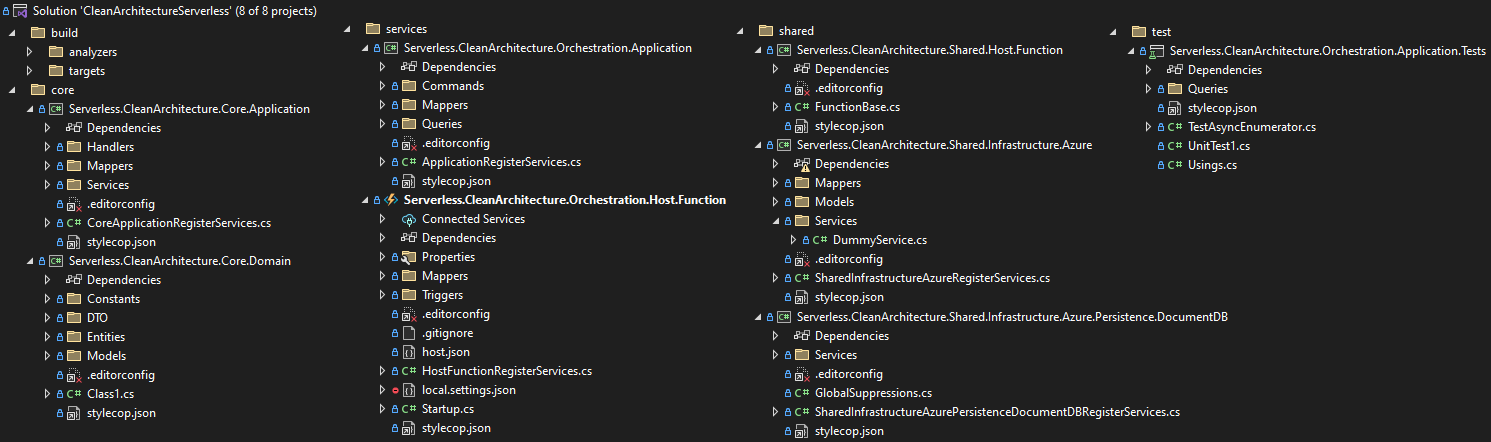 Solution 'CleanArchitectureServerless' (8 of 8 projects)
build
analyzers
targets
core
Serverless.CleanArchitecture.Core.Application
Dependencies
Handlers
Mappers
Services
.editorconfig
CoreApplicationRegisterServices.cs
stylecop.json
Serverless.CleanArchitecture.Core.Domain
Dependencies
Constants
DTO
Entities
Models
.editorconfig
Class1.cs
stylecop.json
services
Serverless.CleanArchitecture.Orchestration.Application
Dependencies
Commands
Mappers
Queries
.editorconfig
ApplicationRegisterServices.cs
stylecop.json
Serverless.CleanArchitecture.Orchestration.Host.Function
Connected Services
Dependencies
Properties
Mappers
Triggers
.editorconfig
.gitignore
host.json
HostFunctionRegisterServices.cs
local.settings.json
Startup.cs
stylecop.json
shared
Serverless.CleanArchitecture.Shared.Host.Function
Dependencies
.editorconfig
FunctionBase.cs
stylecop.json
Serverless.CleanArchitecture.Shared.Infrastructure.Azure
Dependencies
Mappers
Models
Services
DummyService.cs
.editorconfig
SharedInfrastructureAzureRegisterServices.cs
stylecop.json
Serverless.CleanArchitecture.Shared.Infrastructure.Azure.Persistence.DocumentDB
Dependencies
Services
.editorconfig
GlobalSuppressions.cs
SharedInfrastructureAzurePersistenceDocumentDBRegisterServices.cs
stylecop.json
test
Serverless.CleanArchitecture.Orchestration.Application.Tests
Dependencies
Queries
stylecop.json
TestAsyncEnumerator.cs
UnitTest1.cs
Usings.cs